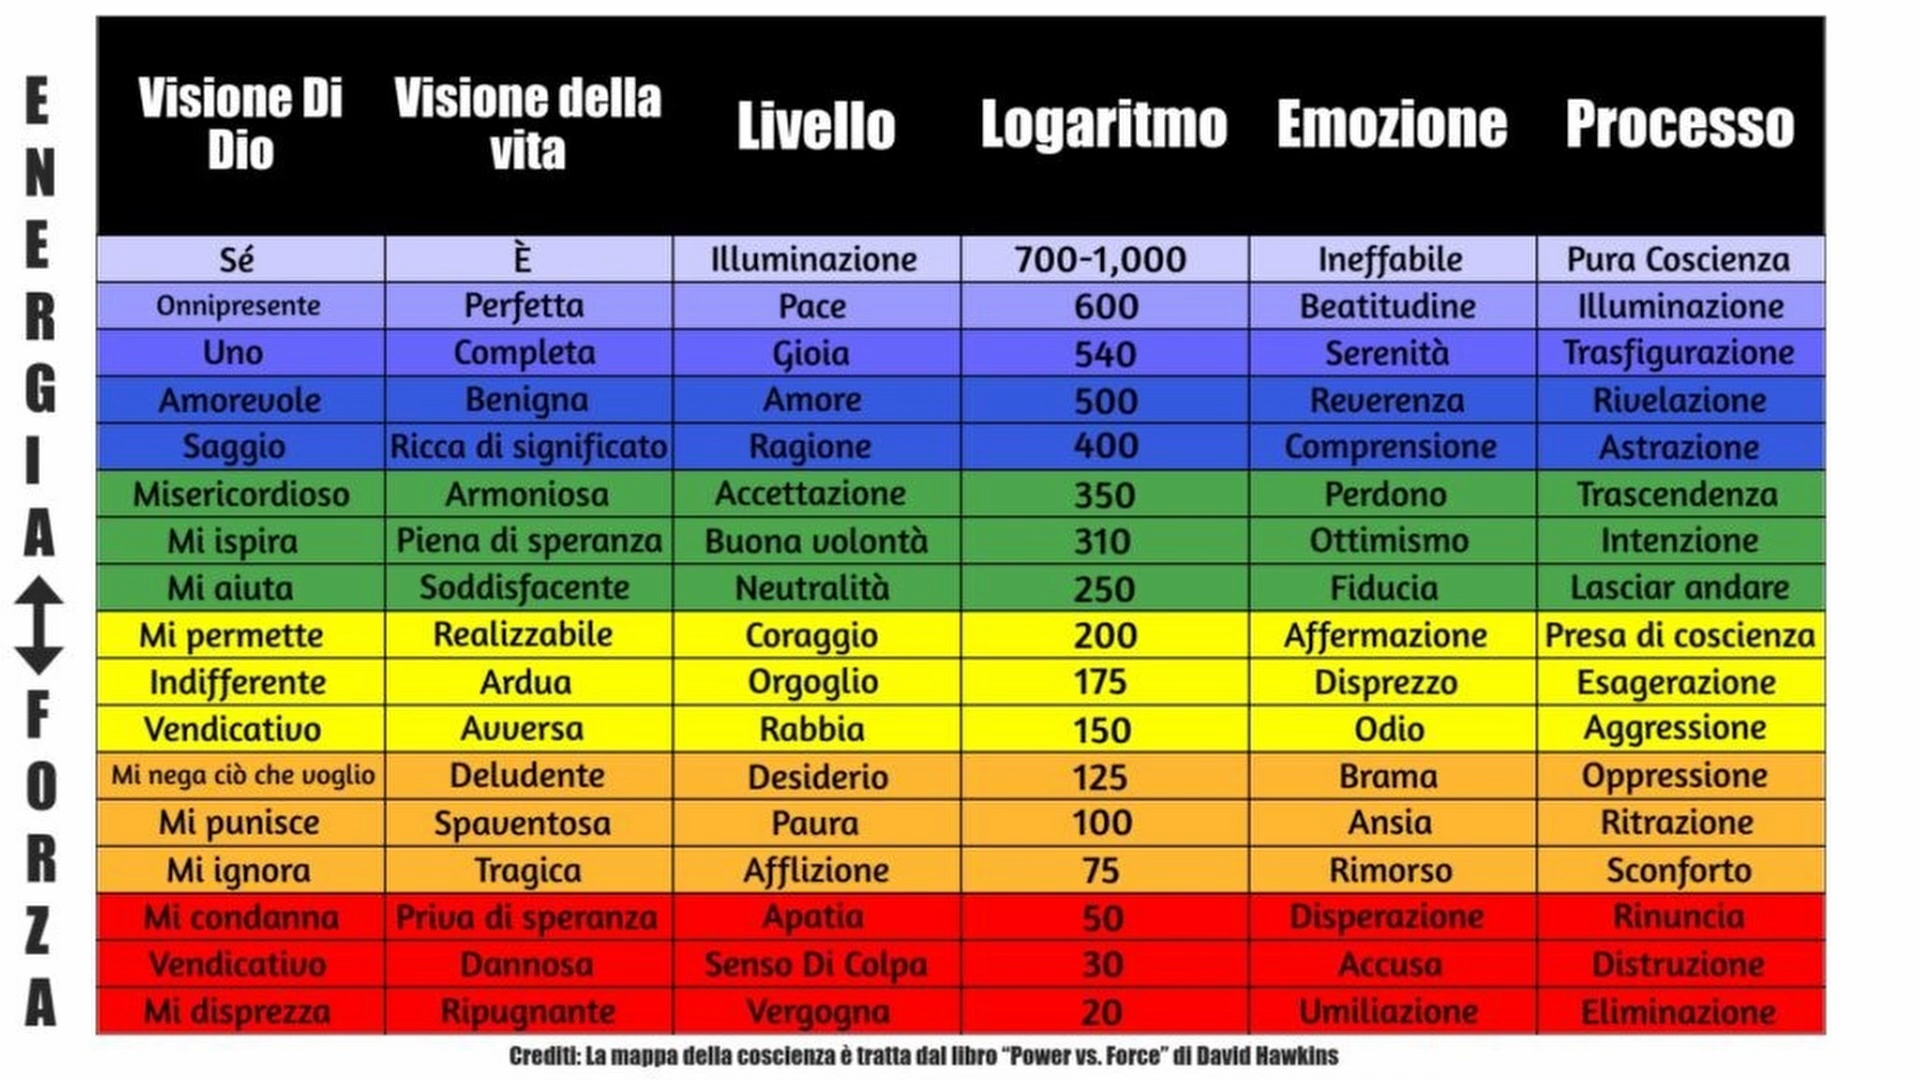 ENERGIA
FORZA
Visione Di Dio Visione della vita Livello Logaritmo Emozione Processo
Sé È Illuminazione 700-1,000 Ineffabile Pura Coscienza
Onnipresente Perfetta Pace 600 Beatitudine Illuminazione
Uno Completa Gioia 540 Serenità Trasfigurazione
Amorevole Benigna Amore 500 Reverenza Rivelazione
Saggio Ricca di significato Ragione 400 Comprensione Astrazione
Misericordioso Armoniosa Accettazione 350 Perdono Trascendenza
Mi ispira Piena di speranza Buona volontà 310 Ottimismo Intenzione
Mi aiuta Soddisfacente Neutralità 250 Fiducia Lasciar andare
Mi permette Realizzabile Coraggio 200 Affermazione Presa di coscienza
Indifferente Ardua Orgoglio 175 Disprezzo Esagerazione
Vendicativo Avversa Rabbia 150 Odio Aggressione
Mi nega ciò che voglio Deludente Desiderio 125 Brama Oppressione
Mi punisce Spaventosa Paura 100 Ansia Ritrazione
Mi ignora Tragica Afflizione 75 Rimorso Sconforto
Mi condanna Priva di speranza Apatia 50 Disperazione Rinuncia
Vendicativo Dannosa Senso Di Colpa 30 Accusa Distruzione
Mi disprezza Ripugnante Vergogna 20 Umiliazione Eliminazione
Crediti: La mappa della coscienza è tratta dal libro “Power vs. Force” di David Hawkins